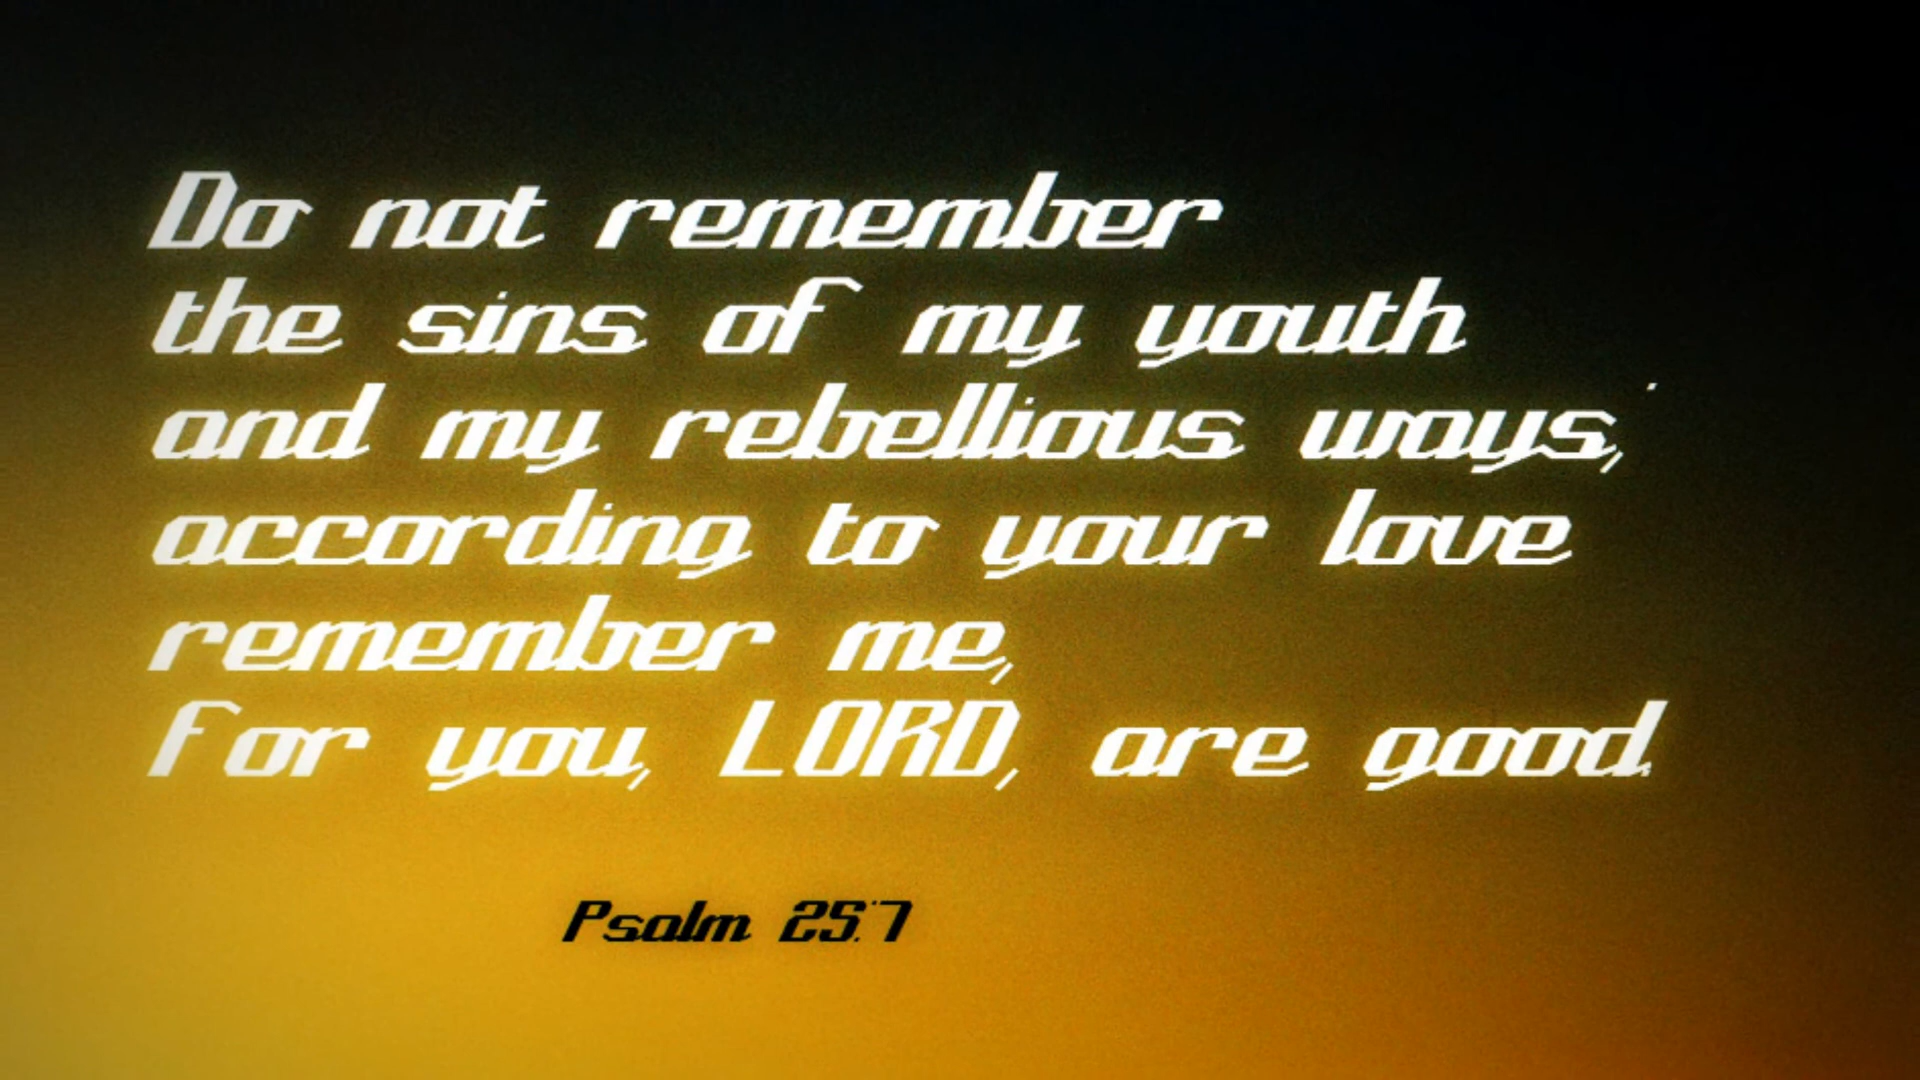 Do not remember
the sins of my youth
and my rebellious ways;
according to your love
remember me,
For you, LORD, are good.
Psalm 25:7